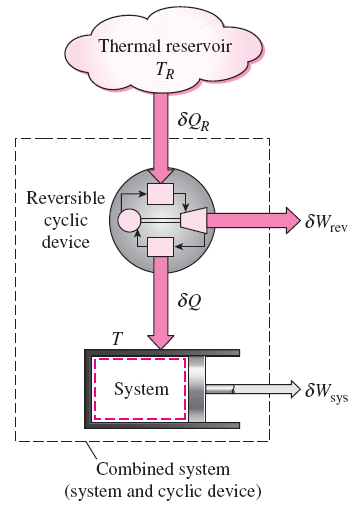 Thermal reservoir
T_R
δQ_R
Reversible
cyclic
device
δW_rev
δQ
T
System
δW_sys
Combined system
(system and cyclic device)